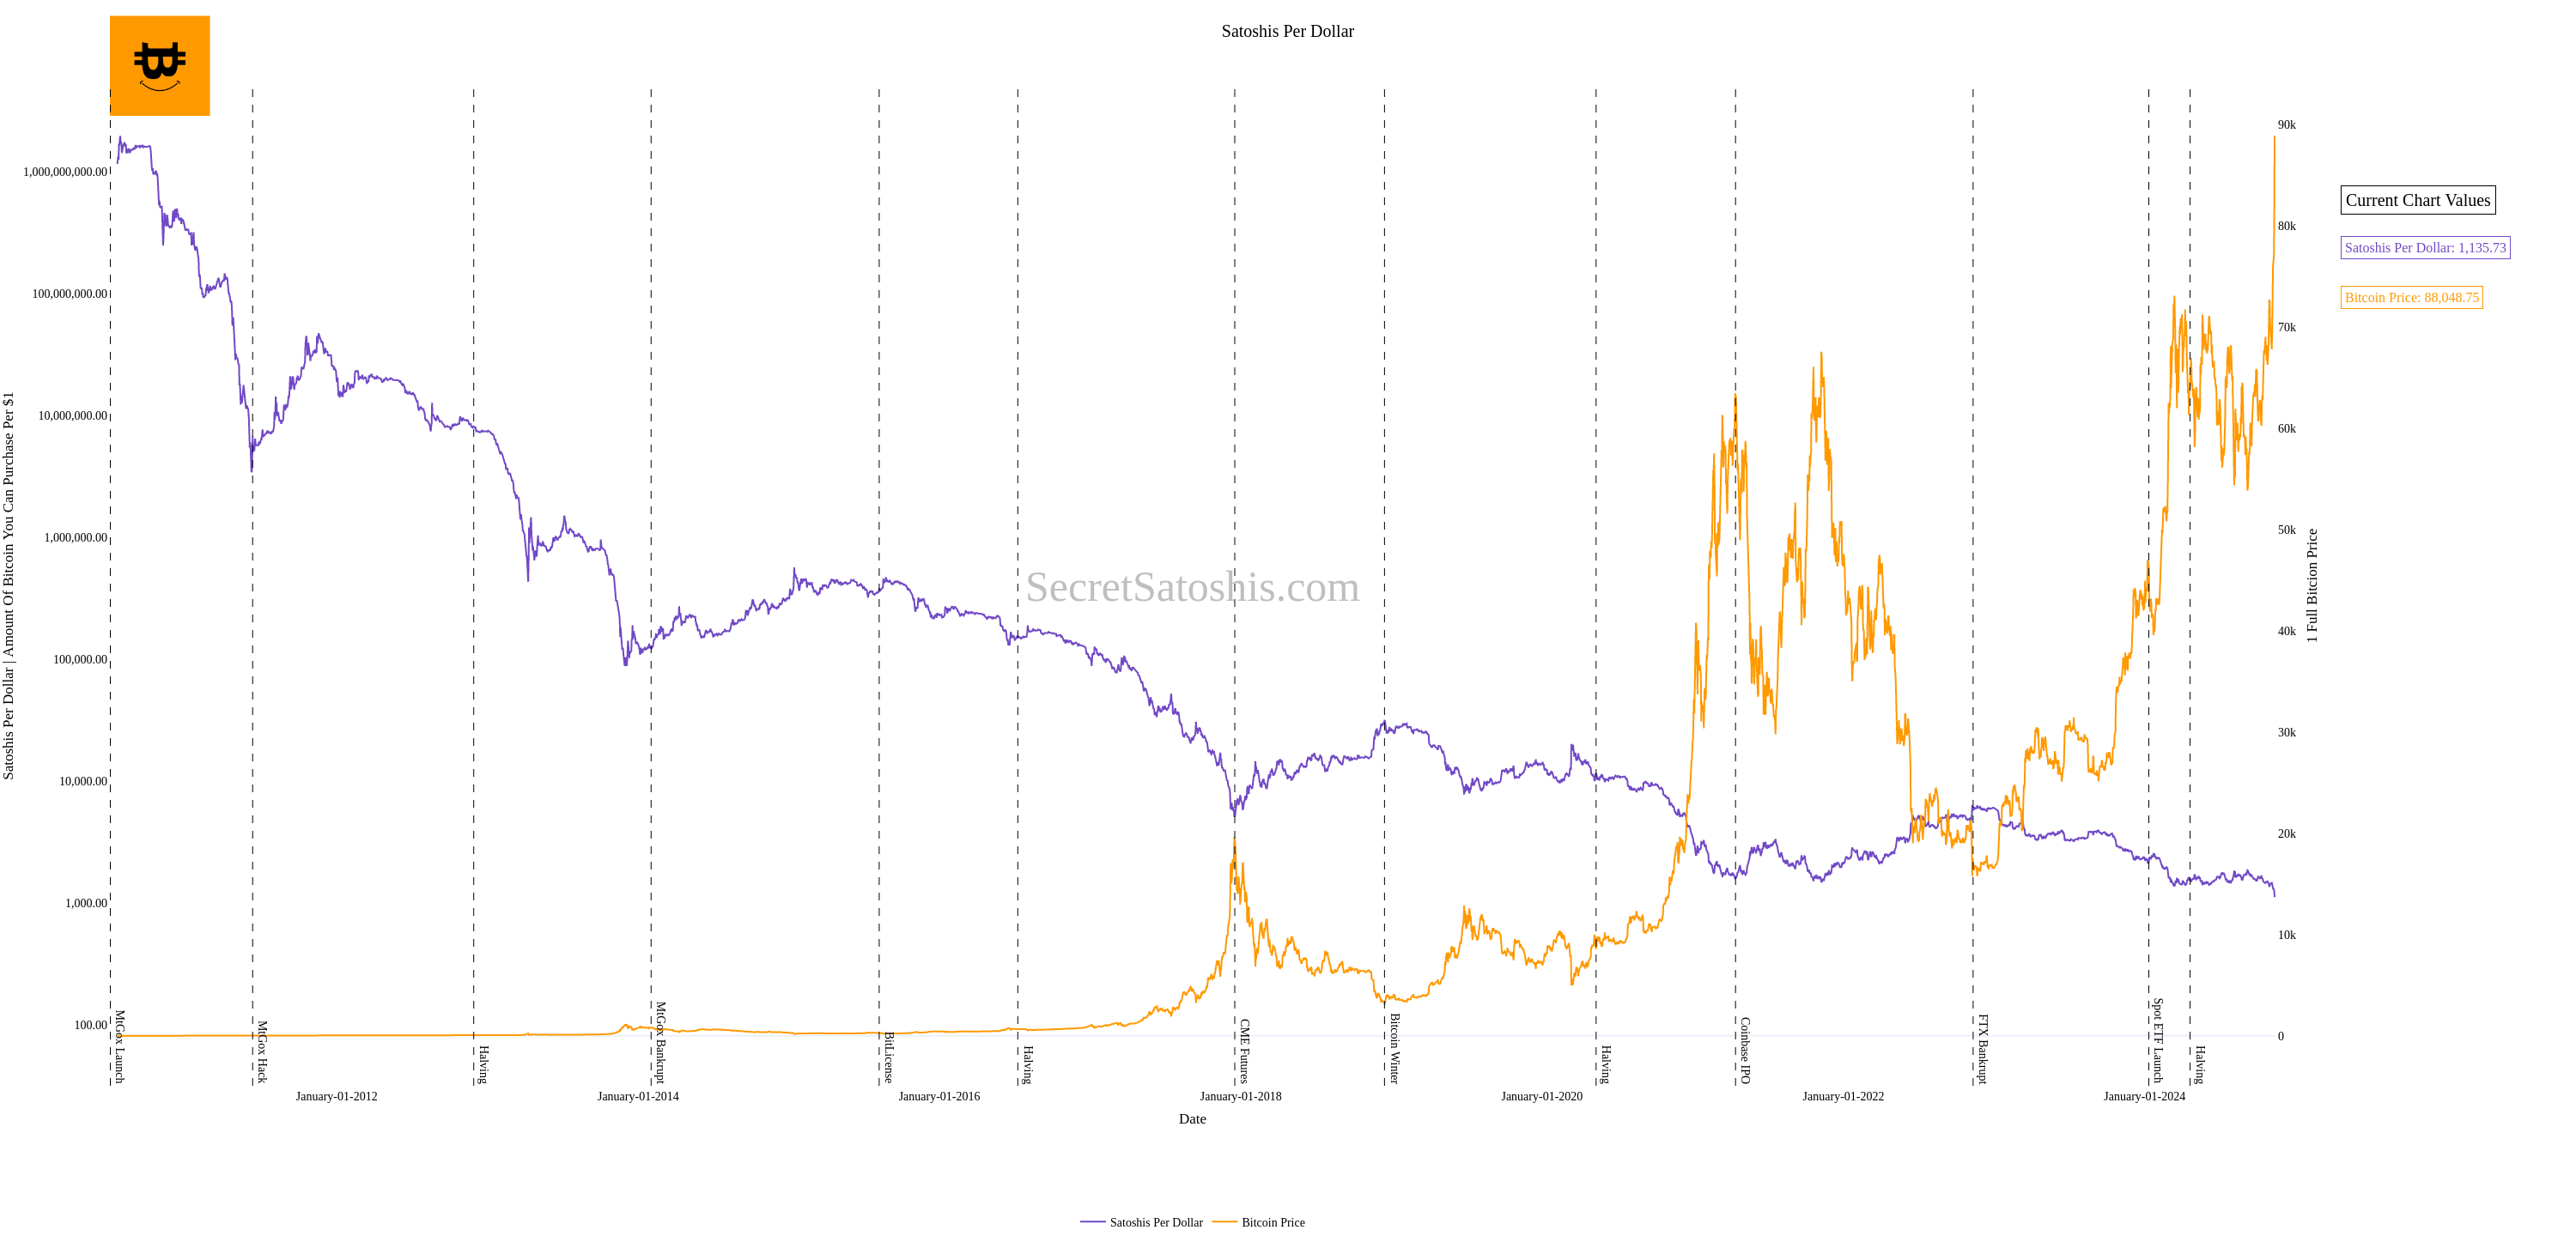 Satoshis Per Dollar
Satoshis Per Dollar | Amount Of Bitcoin You Can Purchase Per $1
1,000,000,000.00
100,000,000.00
10,000,000.00
1,000,000.00
100,000.00
10,000.00
1,000.00
100.00
90k
80k
70k
60k
50k
40k
30k
20k
10k
0
1 Full Bitcion Price
Current Chart Values
Satoshis Per Dollar: 1,135.73
Bitcoin Price: 88,048.75
SecretSatoshis.com
MtGox Launch
MtGox Hack
Halving
MtGox Bankrupt
BitLicense
Halving
CME Futures
Bitcoin Winter
Halving
Coinbase IPO
FTX Bankrupt
Spot ETF Launch
Halving
January-01-2012
January-01-2014
January-01-2016
January-01-2018
January-01-2020
January-01-2022
January-01-2024
Date
Satoshis Per Dollar
Bitcoin Price